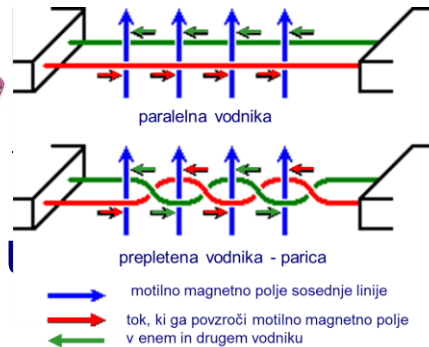 paralelna vodnika
prepletena vodnika - parica
motilno magnetno polje sosednje linije
tok, ki ga povzroči motilno magnetno polje
v enem in drugem vodniku